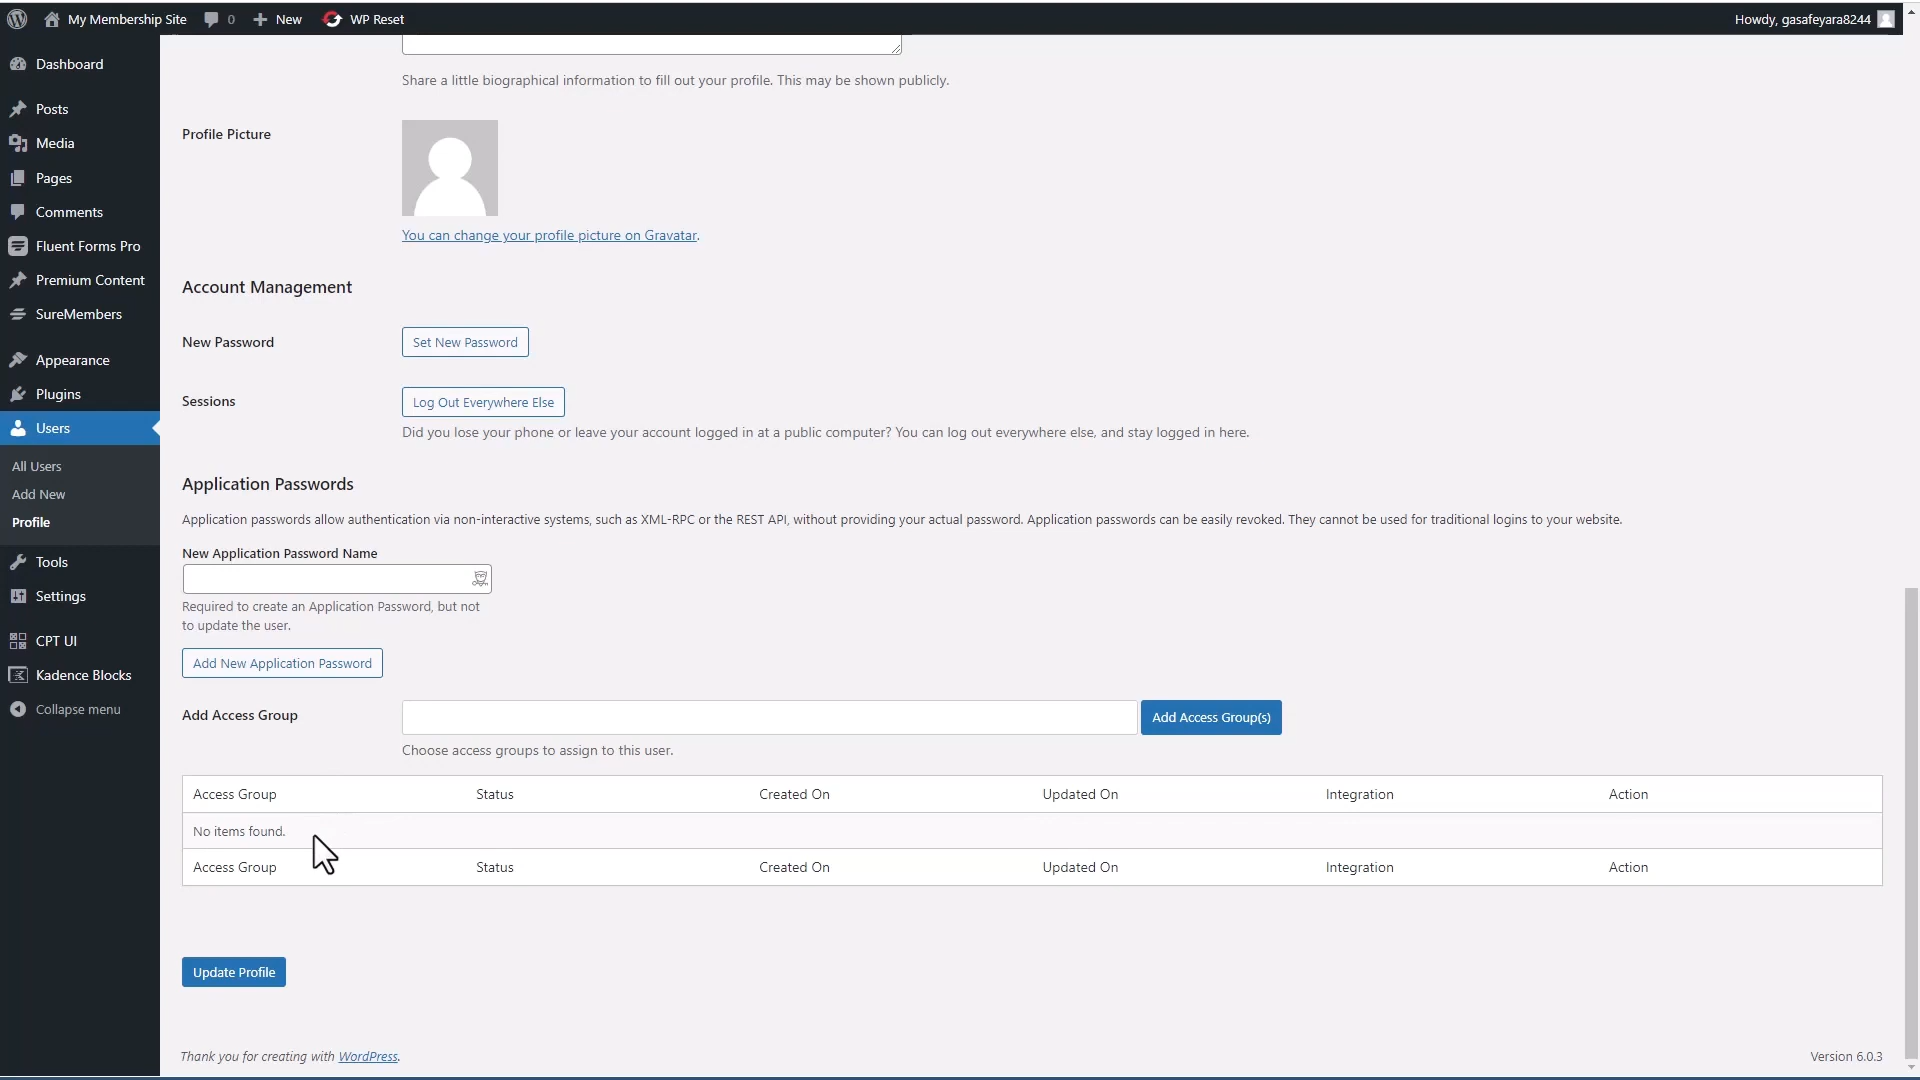 My Membership Site
0
New
WP Reset
Howdy, gasafeyara8244
Dashboard
Posts
Media
Pages
Comments
Fluent Forms Pro
Premium Content
SureMembers
Appearance
Plugins
Users
All Users
Add New
Profile
Tools
Settings
CPT UI
Kadence Blocks
Collapse menu
Share a little biographical information to fill out your profile. This may be shown publicly.
Profile Picture
You can change your profile picture on Gravatar.
Account Management
New Password
Set New Password
Sessions
Log Out Everywhere Else
Did you lose your phone or leave your account logged in at a public computer? You can log out everywhere else, and stay logged in here.
Application Passwords
Application passwords allow authentication via non-interactive systems, such as XML-RPC or the REST API, without providing your actual password. Application passwords can be easily revoked. They cannot be used for traditional logins to your website.
New Application Password Name
Required to create an Application Password, but not
to update the user.
Add New Application Password
Add Access Group
Add Access Group(s)
Choose access groups to assign to this user.
Access Group Status Created On Updated On Integration Action
No items found.
Access Group Status Created On Updated On Integration Action
Update Profile
Thank you for creating with WordPress.
Version 6.0.3